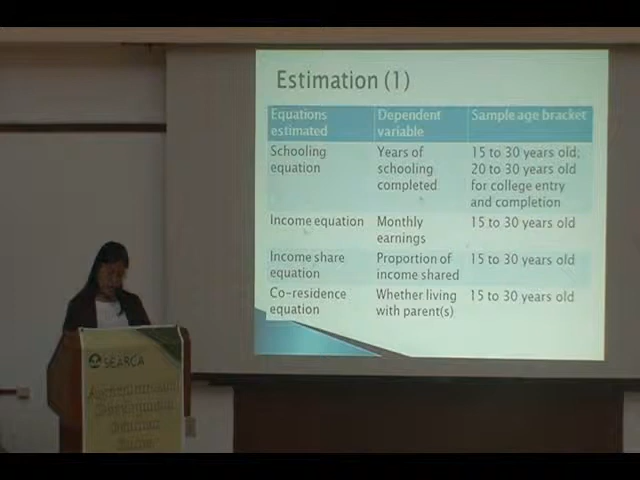 Estimation (1)
Equations
estimated
Dependent
variable
Sample age bracket
Schooling
equation
Years of
schooling
completed
15 to 30 years old;
20 to 30 years old
for college entry
and completion
Income equation
Monthly
earnings
15 to 30 years old
Income share
equation
Proportion of
income shared
15 to 30 years old
Co-residence
equation
Whether living
with parent(s)
15 to 30 years old
SEARCA